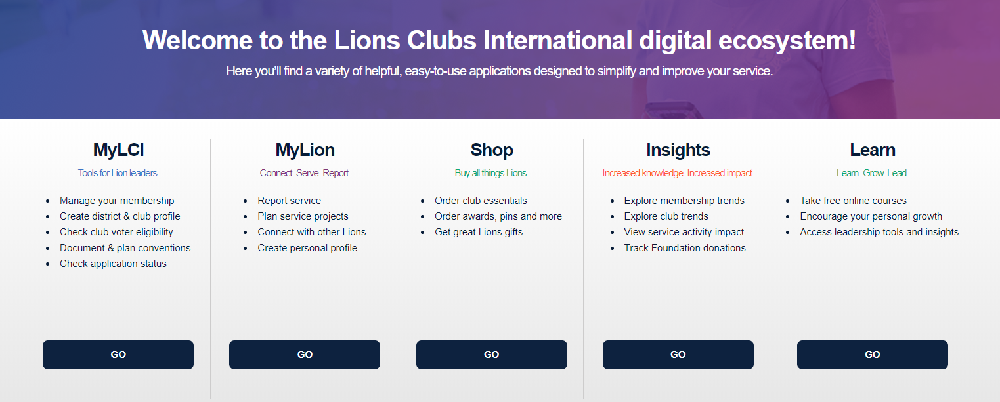 Welcome to the Lions Clubs International digital ecosystem!
Here you’ll find a variety of helpful, easy-to-use applications designed to simplify and improve your service.
MyLCI
Tools for Lion leaders.
• Manage your membership
• Create district & club profile
• Check club voter eligibility
• Document & plan conventions
• Check application status
GO
MyLion
Connect. Serve. Report.
• Report service
• Plan service projects
• Connect with other Lions
• Create personal profile
GO
Shop
Buy all things Lions.
• Order club essentials
• Order awards, pins and more
• Get great Lions gifts
GO
Insights
Increased knowledge. Increased impact.
• Explore membership trends
• Explore club trends
• View service activity impact
• Track Foundation donations
GO
Learn
Learn. Grow. Lead.
• Take free online courses
• Encourage your personal growth
• Access leadership tools and insights
GO